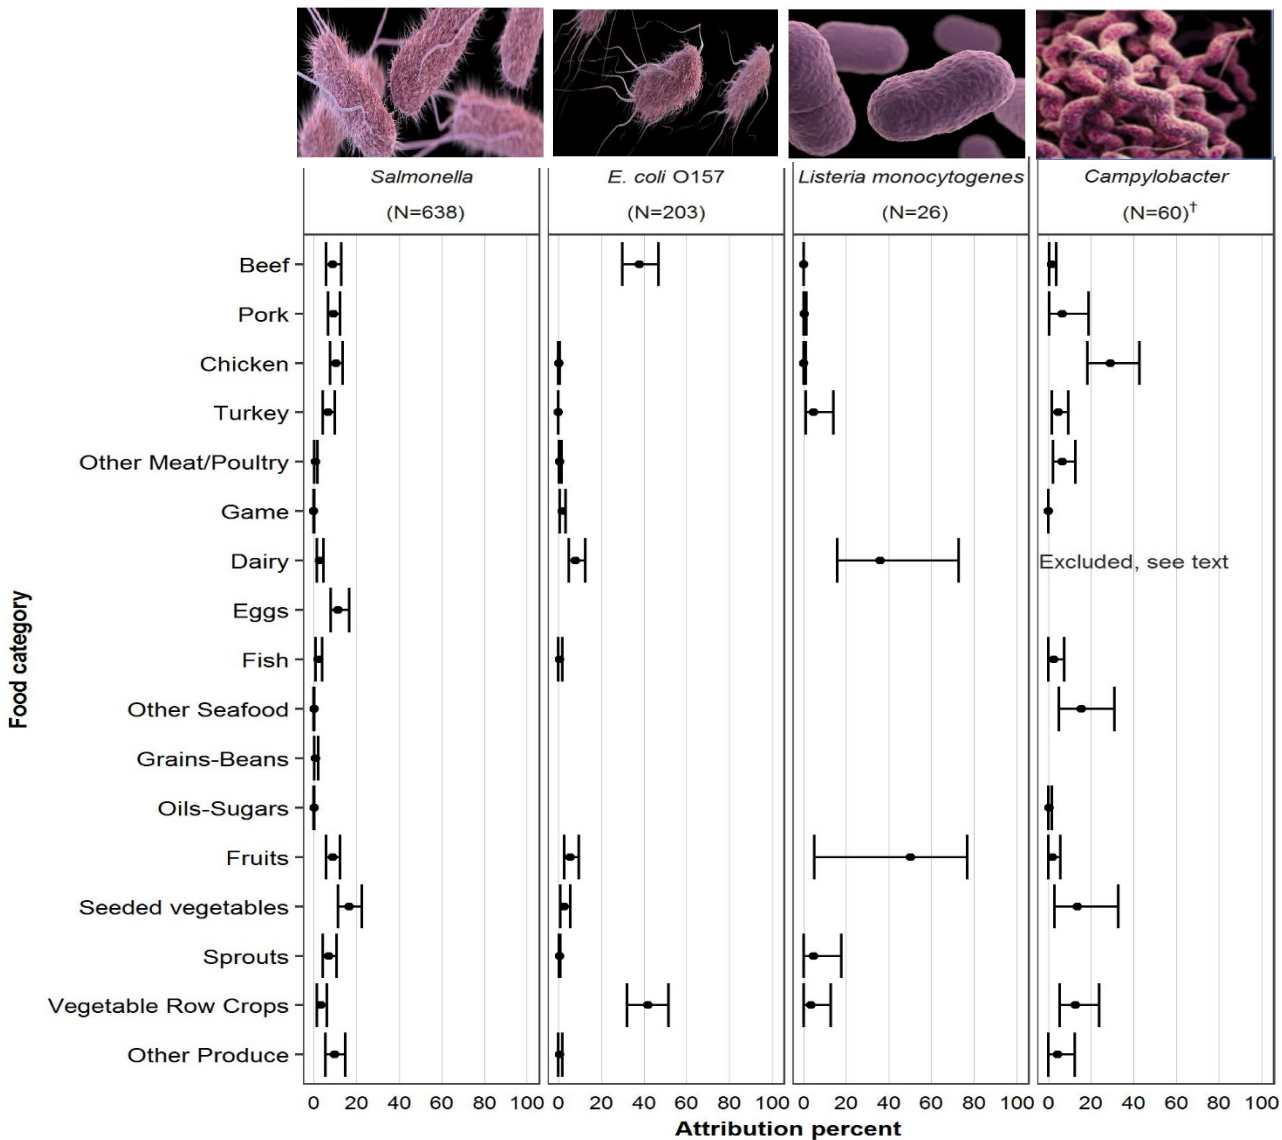 Salmonella E. coli O157 Listeria monocytogenes Campylobacter
(N=638) (N=203) (N=26) (N=60)†
Beef
Pork
Chicken
Turkey
Other Meat/Poultry
Game
Dairy Excluded, see text
Eggs
Fish
Other Seafood
Grains-Beans
Oils-Sugars
Fruits
Seeded vegetables
Sprouts
Vegetable Row Crops
Other Produce
Food category
0 20 40 60 80 100 0 20 40 60 80 100 0 20 40 60 80 100 0 20 40 60 80 100
Attribution percent